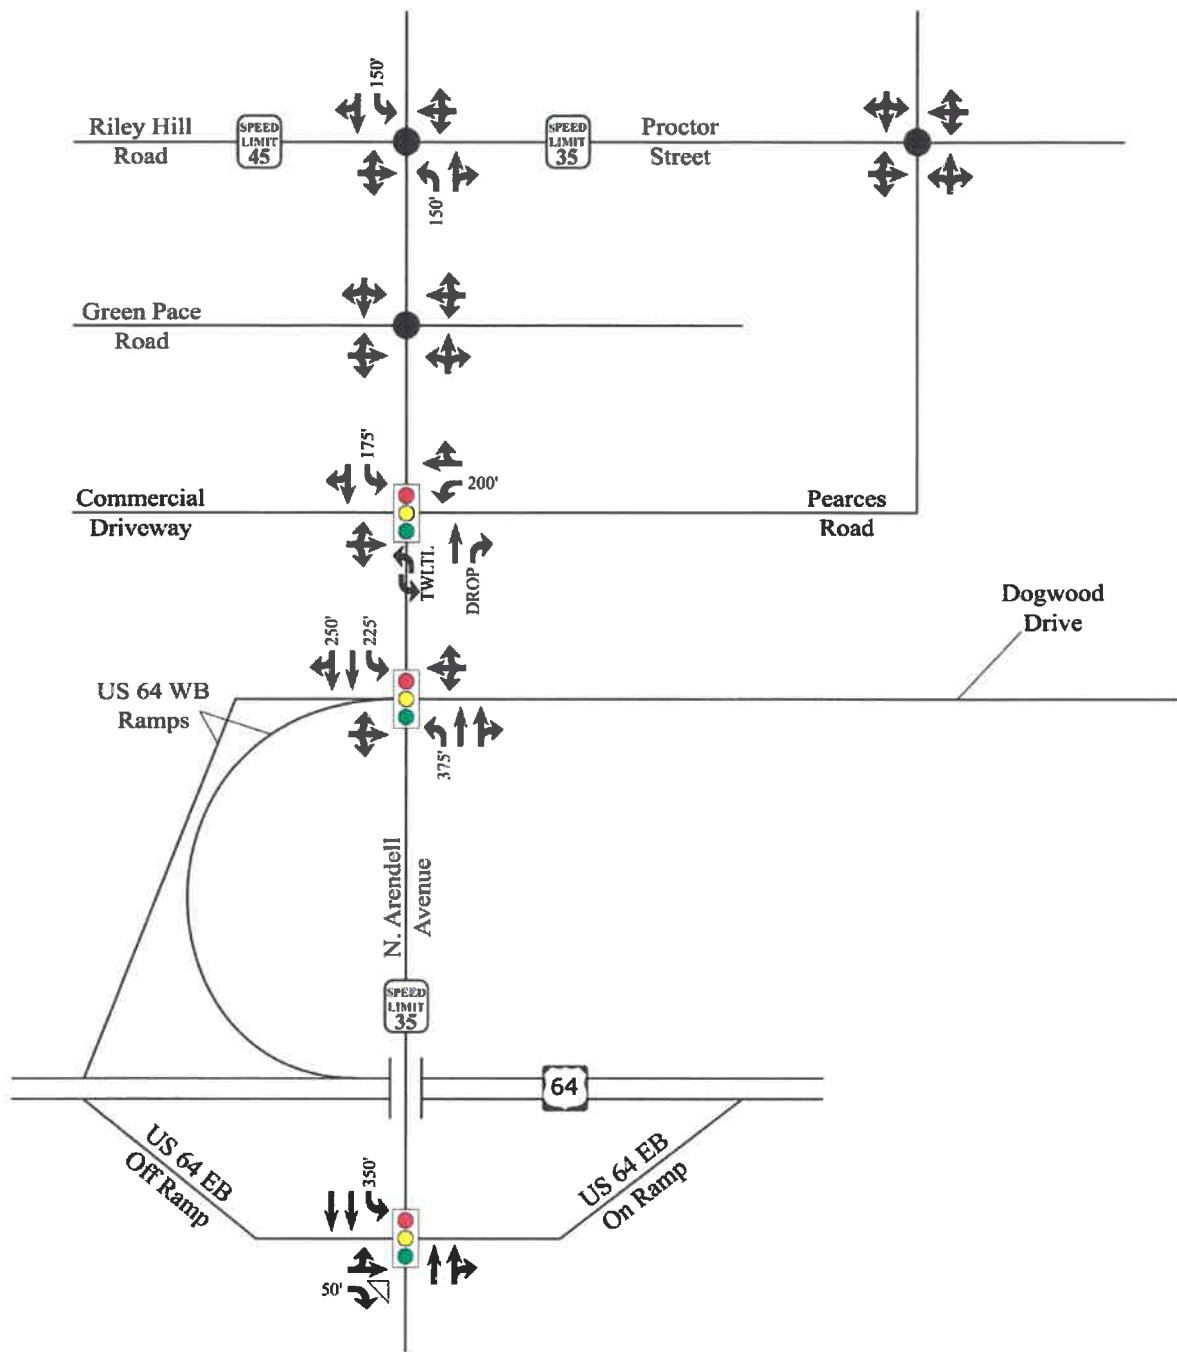 150'
Riley Hill
Road
SPEED
LIMIT
45
SPEED
LIMIT
35
Proctor
Street
150'
Green Pace
Road
175'
200'
Commercial
Driveway
Pearces
Road
TWLTL
DROP
Dogwood
Drive
250'
225'
US 64 WB
Ramps
375'
N. Arendell
Avenue
SPEED
LIMIT
35
64
US 64 EB
Off Ramp
US 64 EB
On Ramp
350'
50'